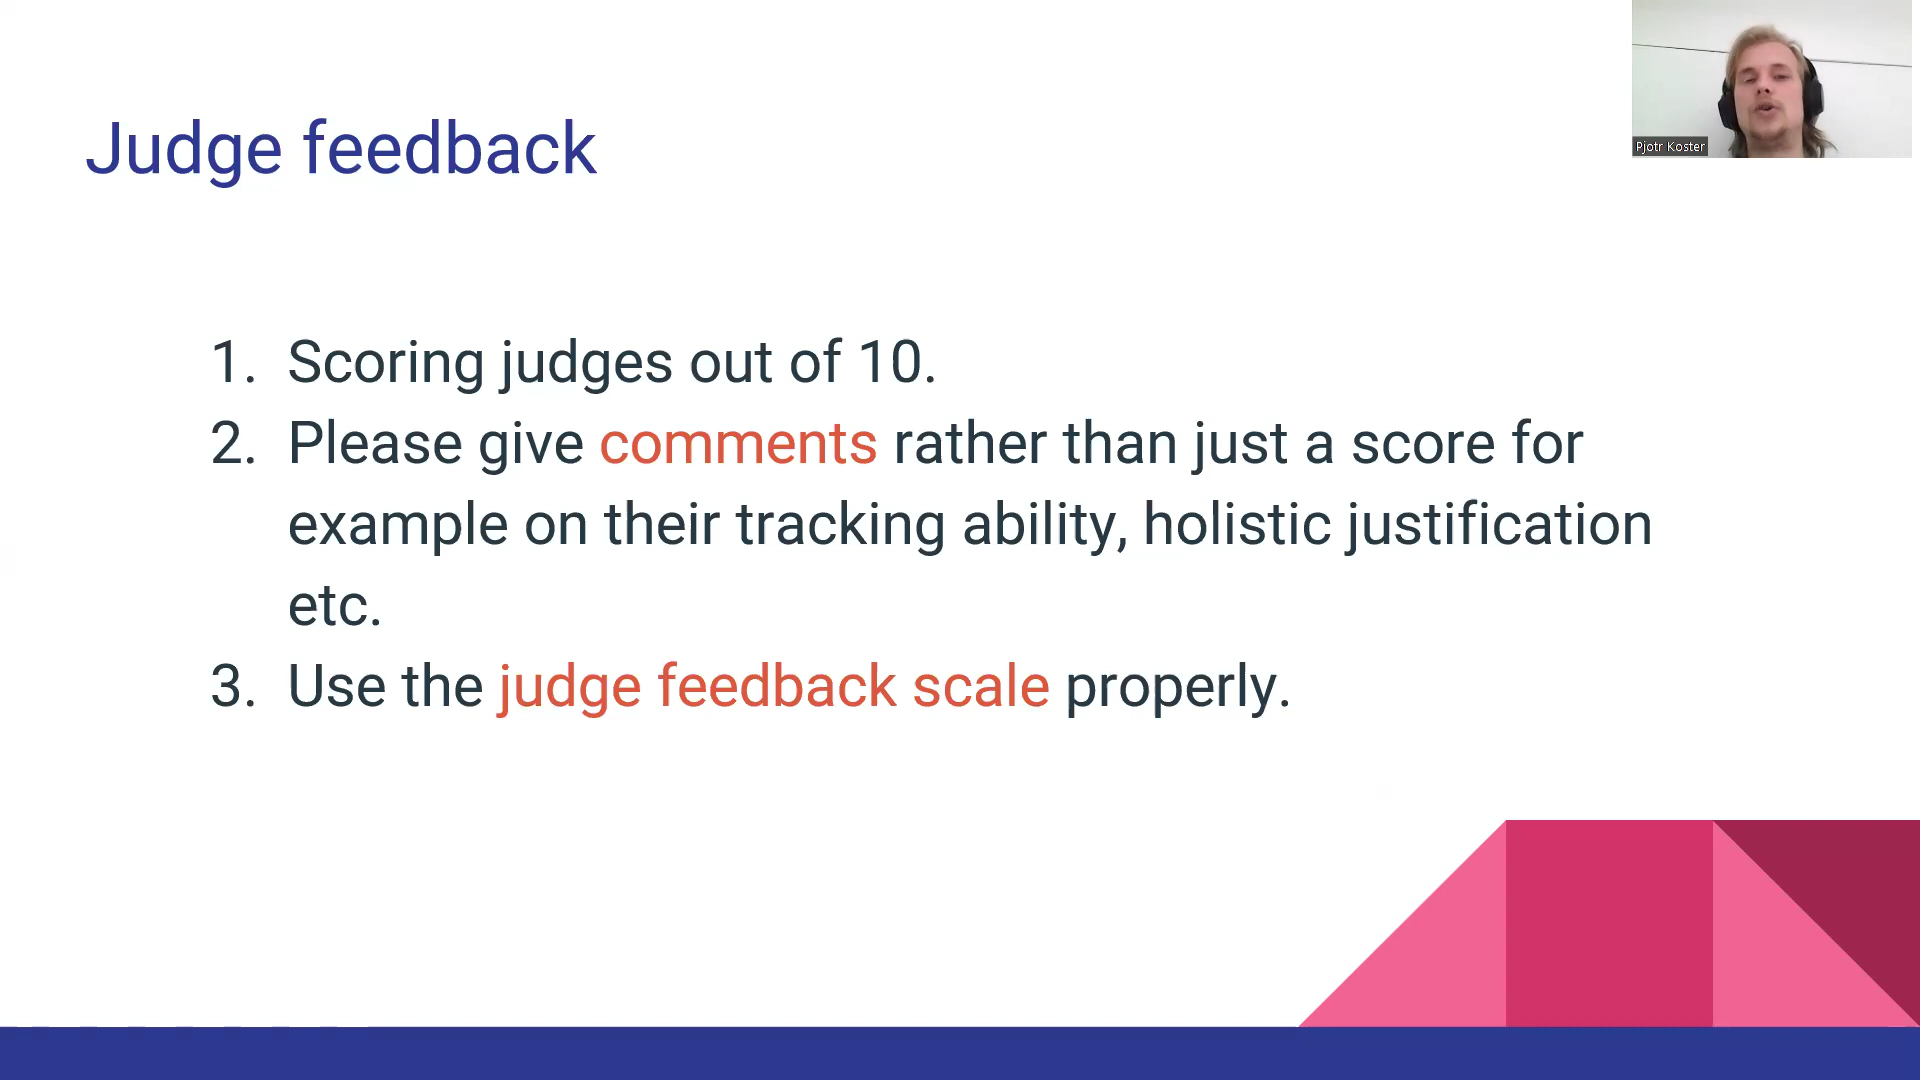 Judge feedback
Pjotr Koster
1. Scoring judges out of 10.
2. Please give comments rather than just a score for
example on their tracking ability, holistic justification
etc.
3. Use the judge feedback scale properly.